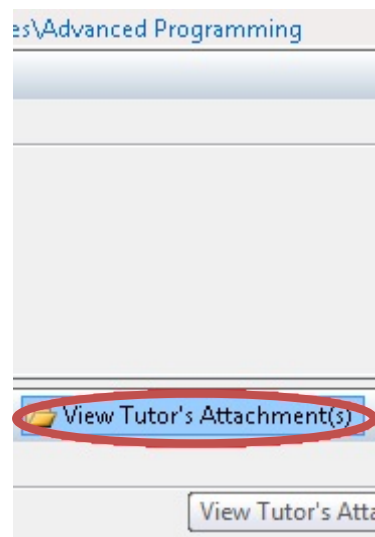 es\Advanced Programming
View Tutor's Attachment(s)
View Tutor's Atta